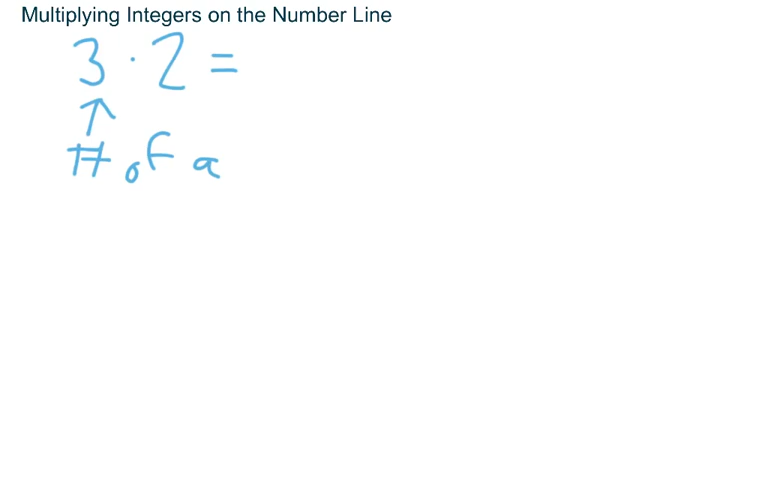 Multiplying Integers on the Number Line
3 · 2 =
↑
# of a